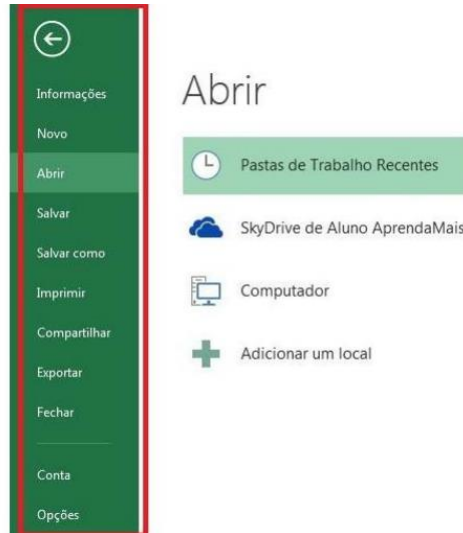 Informações
Novo
Abrir
Salvar
Salvar como
Imprimir
Compartilhar
Exportar
Fechar
Conta
Opções
Abrir
Pastas de Trabalho Recentes
SkyDrive de Aluno AprendaMais
Computador
Adicionar um local